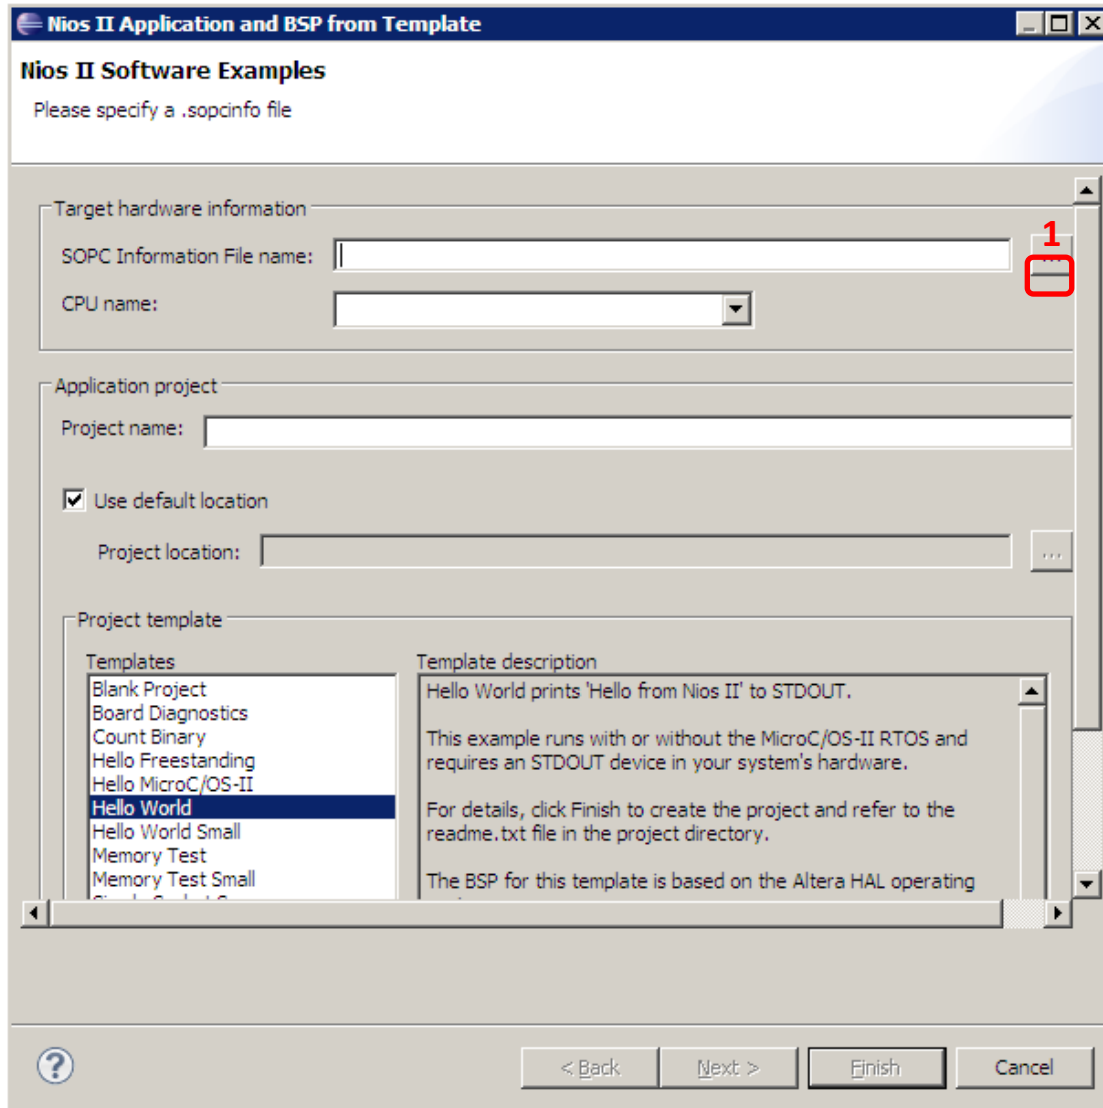 Nios II Application and BSP from Template
Nios II Software Examples
Please specify a .sopcinfo file
Target hardware information
SOPC Information File name:
1
...
CPU name:
Application project
Project name:
Use default location
Project location:
...
Project template
Templates
Blank Project
Board Diagnostics
Count Binary
Hello Freestanding
Hello MicroC/OS-II
Hello World
Hello World Small
Memory Test
Memory Test Small
Template description
Hello World prints 'Hello from Nios II' to STDOUT.
This example runs with or without the MicroC/OS-II RTOS and
requires an STDOUT device in your system's hardware.
For details, click Finish to create the project and refer to the
readme.txt file in the project directory.
The BSP for this template is based on the Altera HAL operating
?
< Back
Next >
Finish
Cancel